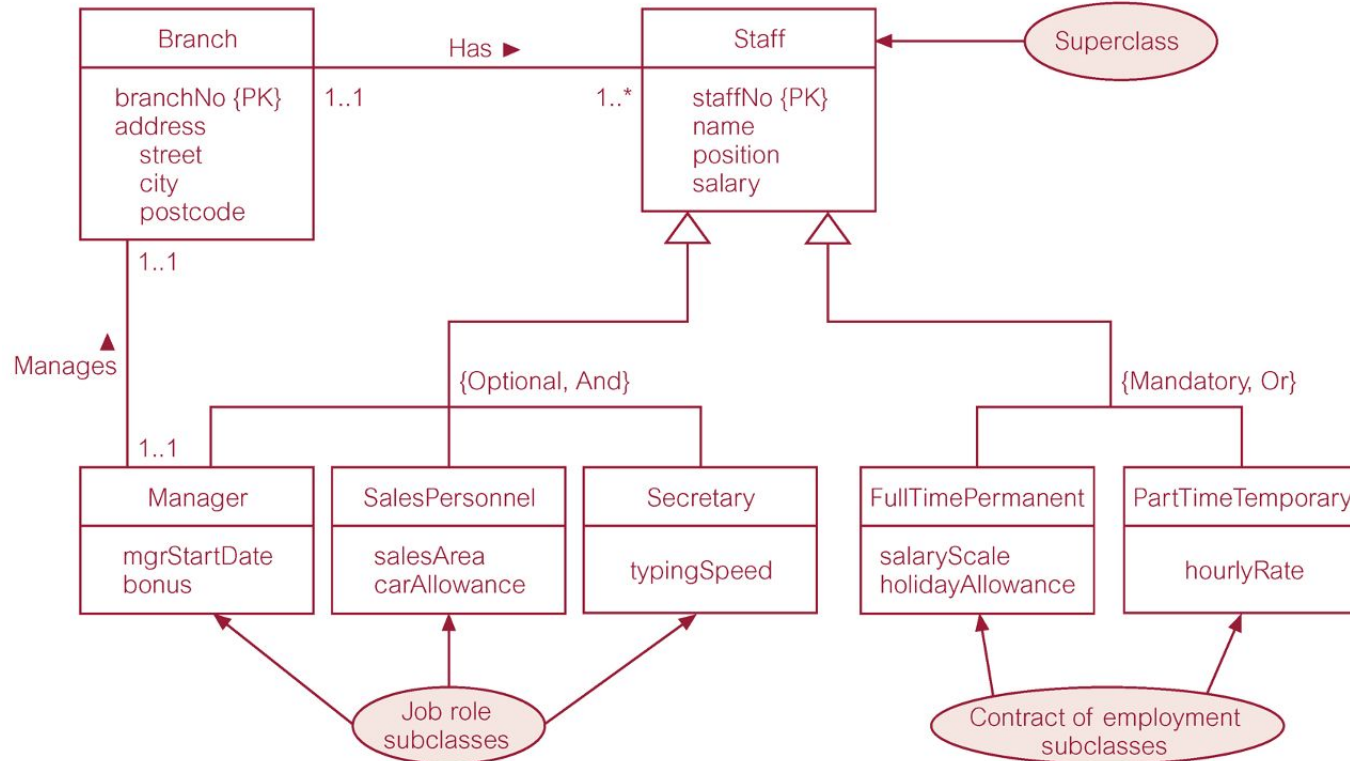 Branch
branchNo {PK}
address
street
city
postcode
Has ►
1..1
1..*
Staff
staffNo {PK}
name
position
salary
Superclass
1..1
▲
Manages
1..1
{Optional, And}
{Mandatory, Or}
Manager
mgrStartDate
bonus
SalesPersonnel
salesArea
carAllowance
Secretary
typingSpeed
FullTimePermanent
salaryScale
holidayAllowance
PartTimeTemporary
hourlyRate
Job role
subclasses
Contract of employment
subclasses